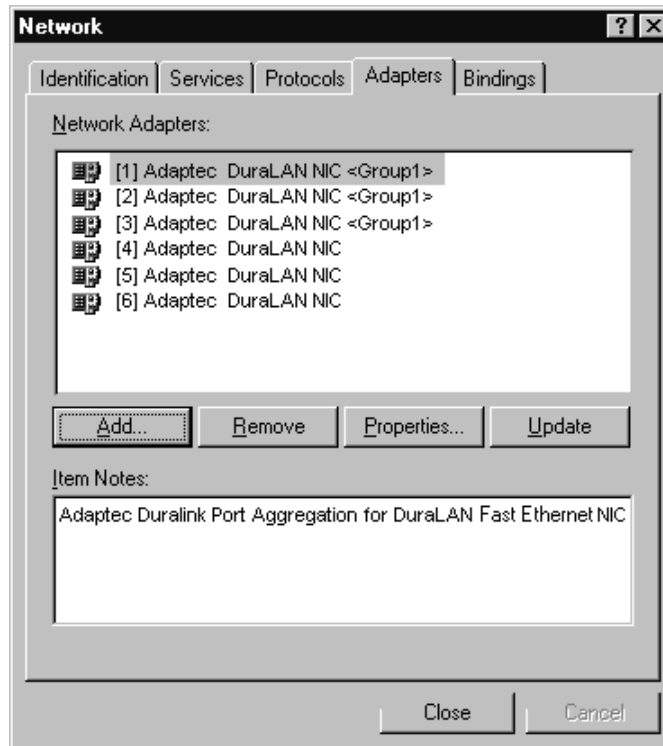 Network
Identification Services Protocols Adapters Bindings
Network Adapters:
[1] Adaptec DuraLAN NIC <Group1>
[2] Adaptec DuraLAN NIC <Group1>
[3] Adaptec DuraLAN NIC <Group1>
[4] Adaptec DuraLAN NIC
[5] Adaptec DuraLAN NIC
[6] Adaptec DuraLAN NIC
Add... Remove Properties... Update
Item Notes:
Adaptec Duralink Port Aggregation for DuraLAN Fast Ethernet NIC
Close Cancel